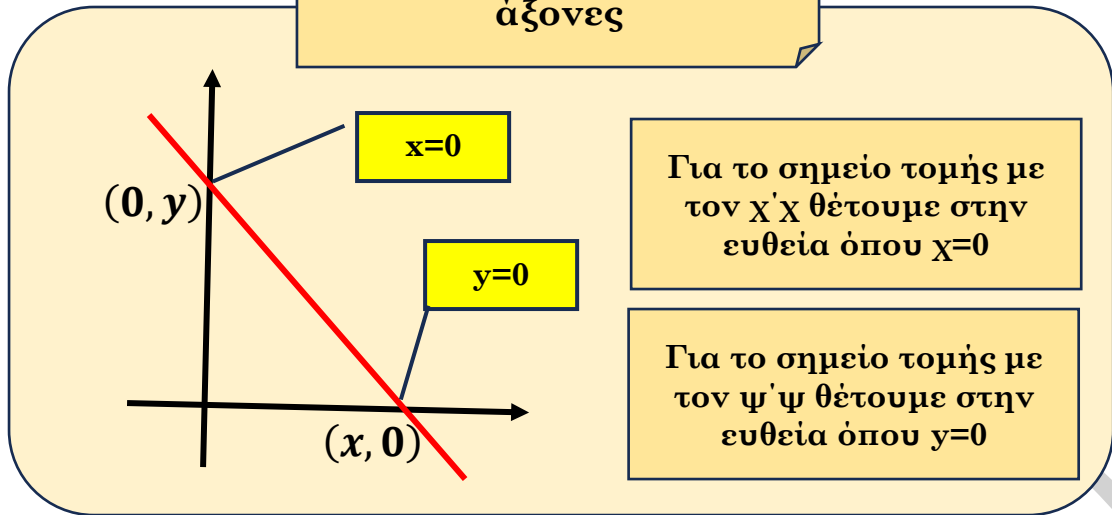 άξονες
x=0
(0, y)
y=0
(x, 0)
Για το σημείο τομής με
τον χ'χ θέτουμε στην
ευθεία όπου χ=0
Για το σημείο τομής με
τον ψ'ψ θέτουμε στην
ευθεία όπου y=0